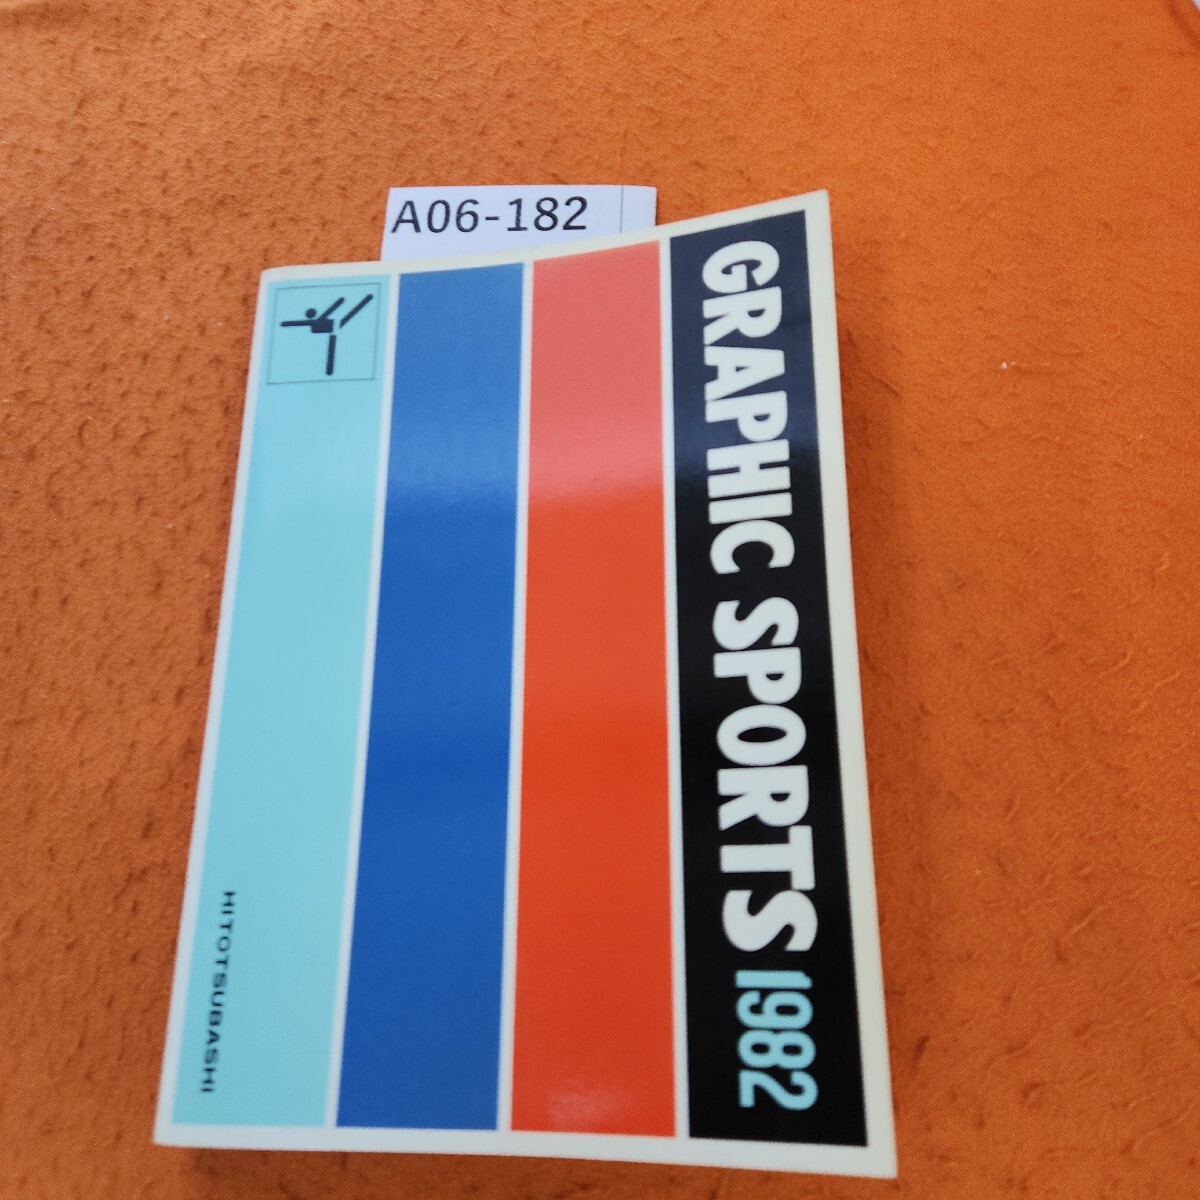 A06-182
GRAPHIC SPORTS 1982
HITOTSUBASHI